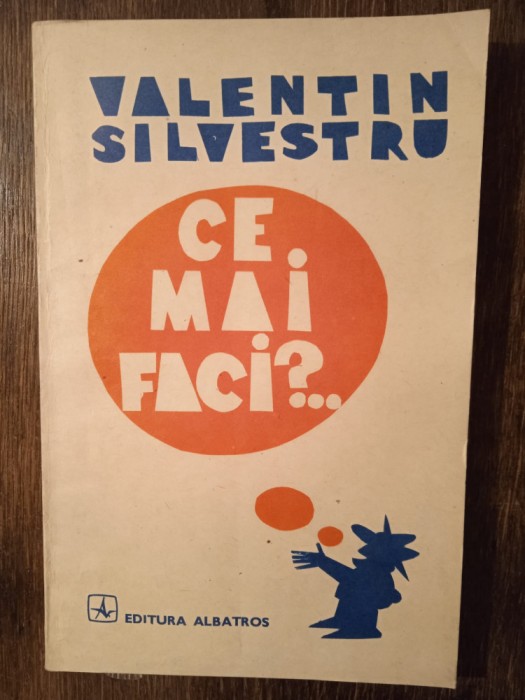 VALENTIN
SILVESTRU
CE
MAI
FACI?...
EDITURA ALBATROS